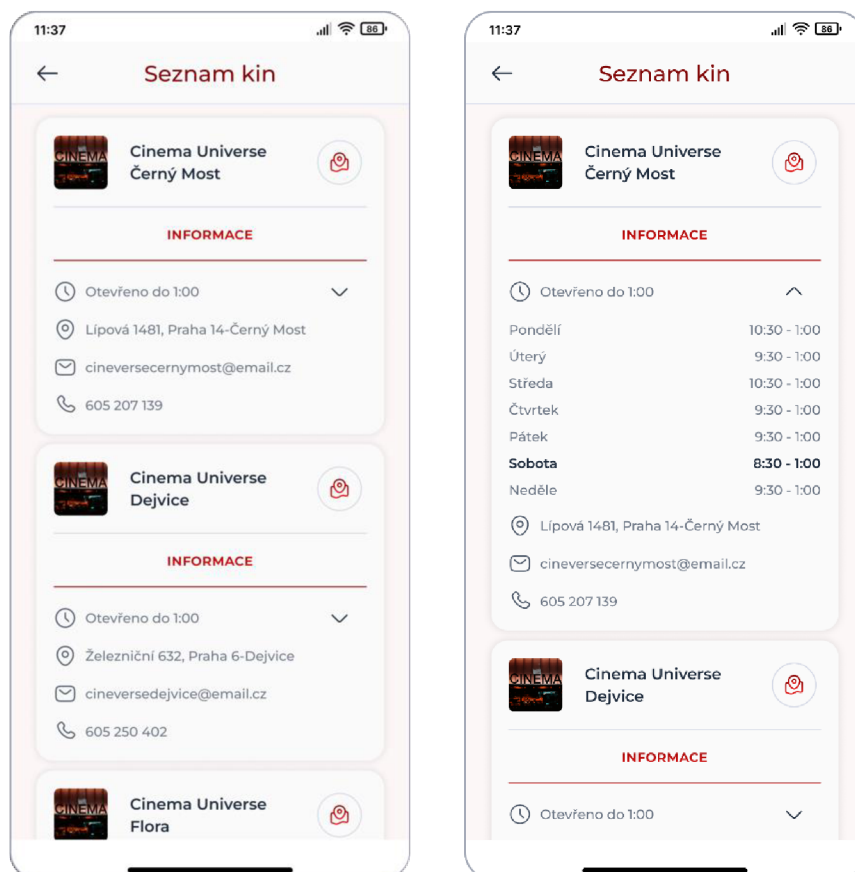 11:37
86
Seznam kin
CINEMA
Cinema Universe
Černý Most
INFORMACE
Otevřeno do 1:00
Lípová 1481, Praha 14-Černý Most
cineversecernymost@email.cz
605 207 139
CINEMA
Cinema Universe
Dejvice
INFORMACE
Otevřeno do 1:00
Železniční 632, Praha 6-Dejvice
cineversedejvice@email.cz
605 250 402
CINEMA
Cinema Universe
Flora
11:37
86
Seznam kin
CINEMA
Cinema Universe
Černý Most
INFORMACE
Otevřeno do 1:00
Pondělí 10:30 - 1:00
Úterý 9:30 - 1:00
Středa 10:30 - 1:00
Čtvrtek 9:30 - 1:00
Pátek 9:30 - 1:00
Sobota 8:30 - 1:00
Neděle 9:30 - 1:00
Lípová 1481, Praha 14-Černý Most
cineversecernymost@email.cz
605 207 139
CINEMA
Cinema Universe
Dejvice
INFORMACE
Otevřeno do 1:00